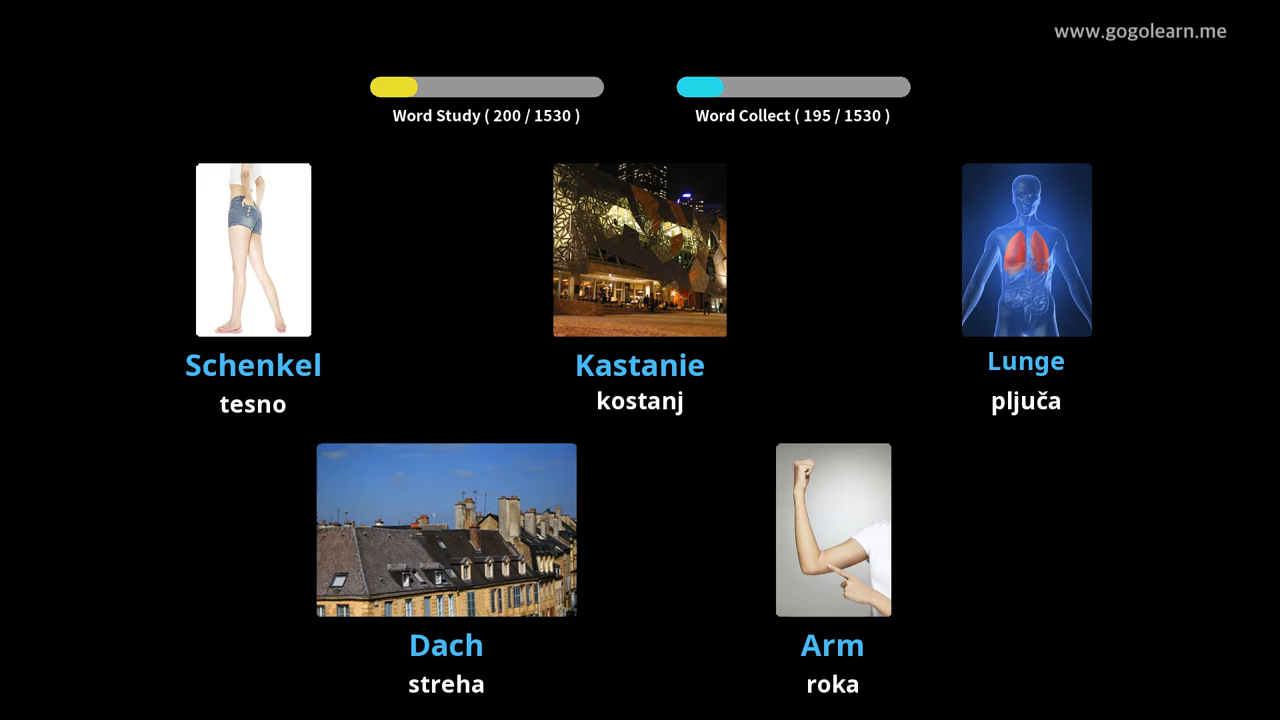 www.gogolearn.me
Word Study ( 200 / 1530 )
Word Collect ( 195 / 1530 )
Schenkel
tesno
Kastanie
kostanj
Lunge
pljuča
Dach
streha
Arm
roka